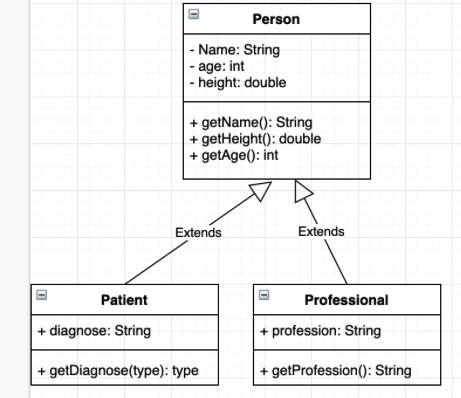 Person
- Name: String
- age: int
- height: double
+ getName(): String
+ getHeight(): double
+ getAge(): int
Extends
Extends
Patient
+ diagnose: String
+ getDiagnose(type): type
Professional
+ profession: String
+ getProfession(): String